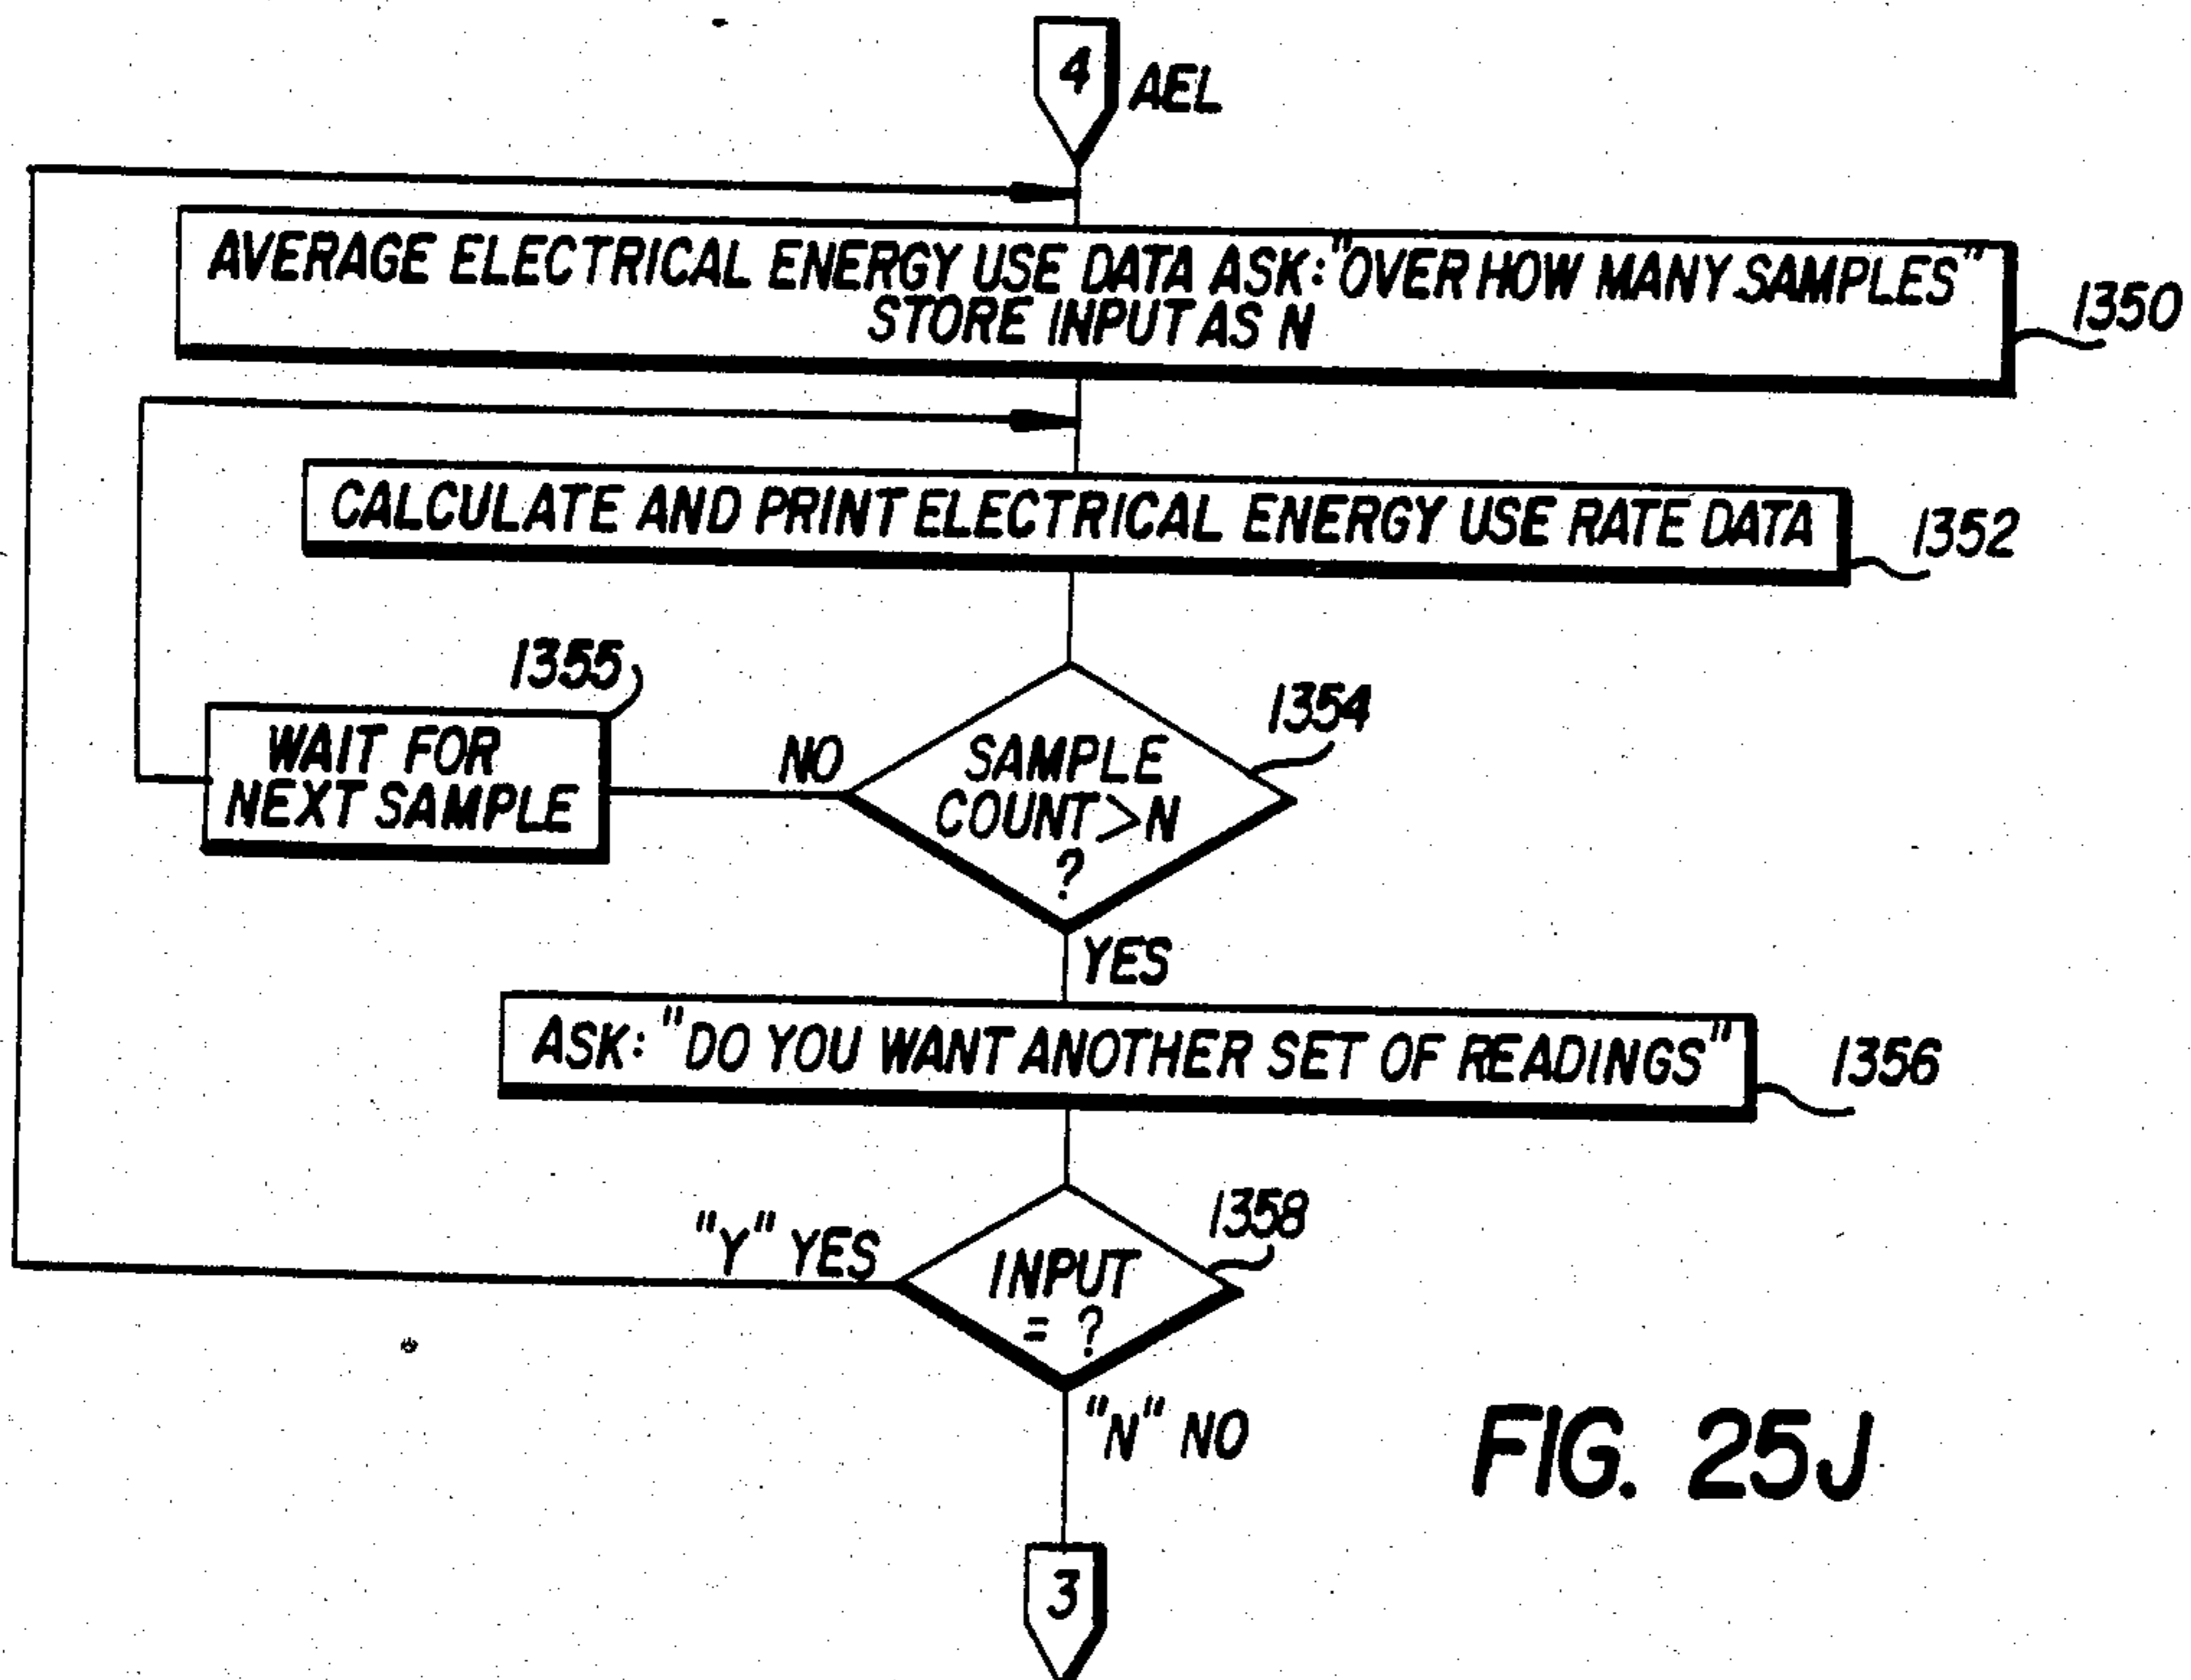 4 AEL
AVERAGE ELECTRICAL ENERGY USE DATA ASK: "OVER HOW MANY SAMPLES"
STORE INPUT AS N
1350
CALCULATE AND PRINT ELECTRICAL ENERGY USE RATE DATA
1352
1355
WAIT FOR
NEXT SAMPLE
NO
SAMPLE
COUNT>N
?
1354
YES
ASK: "DO YOU WANT ANOTHER SET OF READINGS"
1356
"Y" YES
INPUT
= ?
1358
"N" NO
3
FIG. 25J